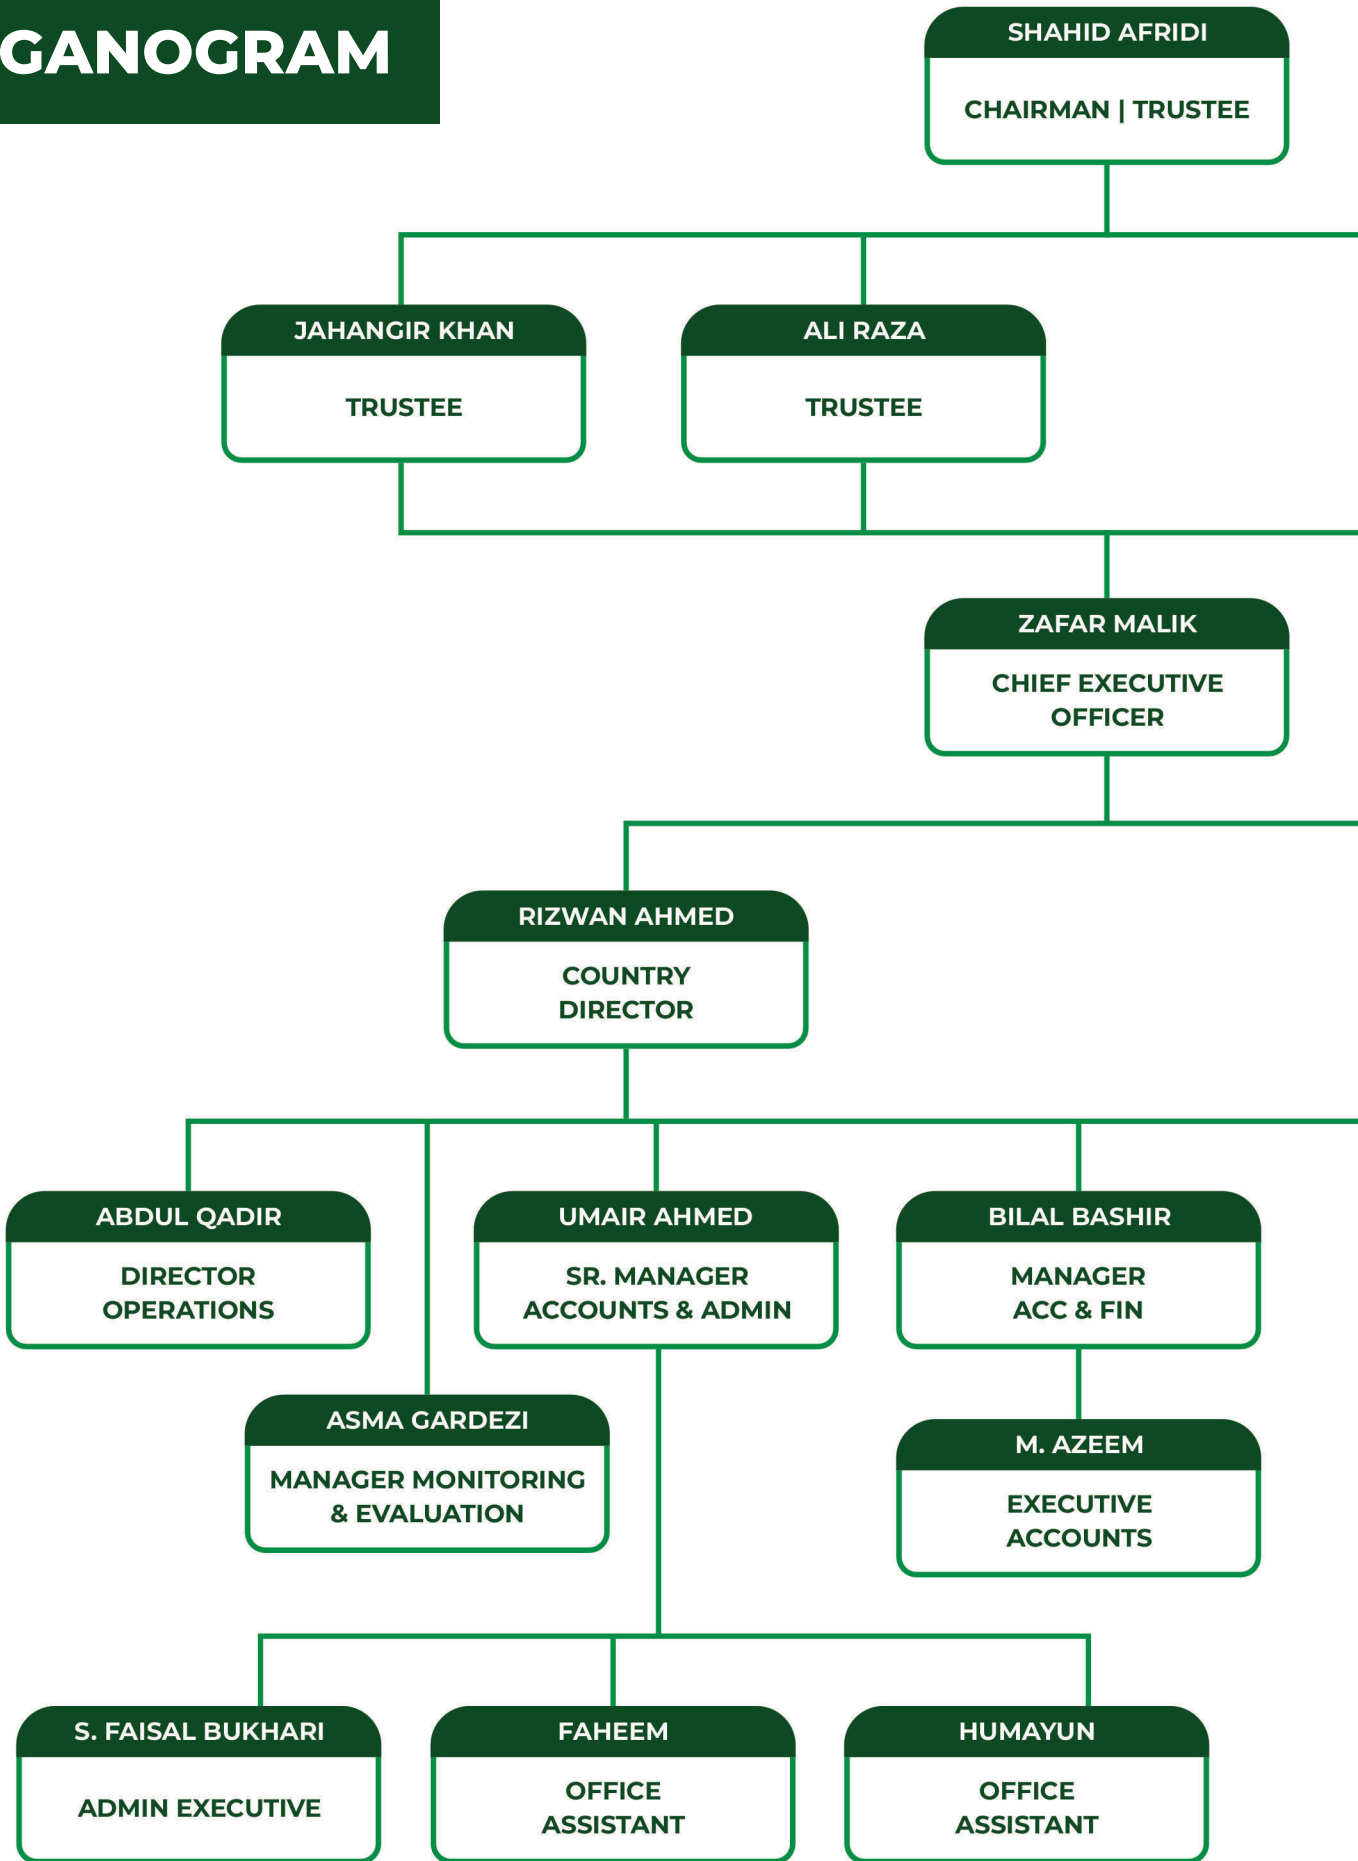 GANOGRAM
SHAHID AFRIDI
CHAIRMAN | TRUSTEE
JAHANGIR KHAN
TRUSTEE
ALI RAZA
TRUSTEE
ZAFAR MALIK
CHIEF EXECUTIVE
OFFICER
RIZWAN AHMED
COUNTRY
DIRECTOR
ABDUL QADIR
DIRECTOR
OPERATIONS
UMAIR AHMED
SR. MANAGER
ACCOUNTS & ADMIN
BILAL BASHIR
MANAGER
ACC & FIN
ASMA GARDEZI
MANAGER MONITORING
& EVALUATION
M. AZEEM
EXECUTIVE
ACCOUNTS
S. FAISAL BUKHARI
ADMIN EXECUTIVE
FAHEEM
OFFICE
ASSISTANT
HUMAYUN
OFFICE
ASSISTANT